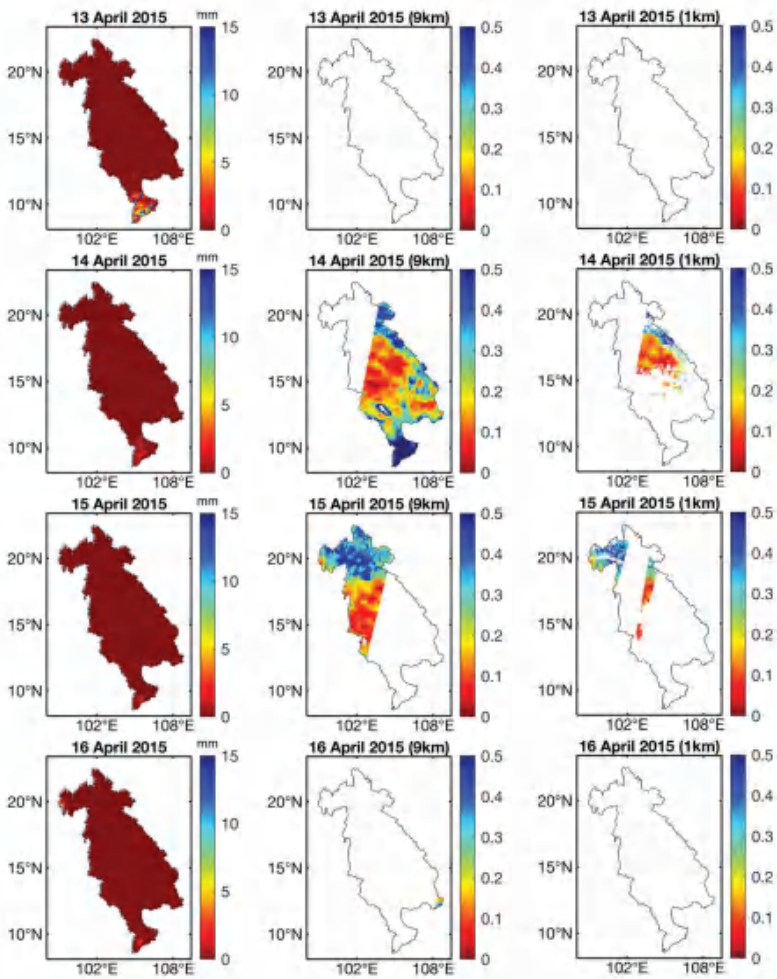 13 April 2015 mm 13 April 2015 (9km) 13 April 2015 (1km)
15 0.5 0.5
20°N 20°N 20°N
0.4 0.4
10 0.3 0.3
15°N 15°N 15°N
0.2 0.2
5
10°N 10°N 10°N
0.1 0.1
0 0 0
102°E 108°E 102°E 108°E 102°E 108°E
14 April 2015 mm 14 April 2015 (9km) 14 April 2015 (1km)
15 0.5 0.5
20°N 20°N 20°N
0.4 0.4
10 0.3 0.3
15°N 15°N 15°N
0.2 0.2
5
10°N 10°N 10°N
0.1 0.1
0 0 0
102°E 108°E 102°E 108°E 102°E 108°E
15 April 2015 mm 15 April 2015 (9km) 15 April 2015 (1km)
15 0.5 0.5
20°N 20°N 20°N
0.4 0.4
10 0.3 0.3
15°N 15°N 15°N
0.2 0.2
5
10°N 10°N 10°N
0.1 0.1
0 0 0
102°E 108°E 102°E 108°E 102°E 108°E
16 April 2015 mm 16 April 2015 (9km) 16 April 2015 (1km)
15 0.5 0.5
20°N 20°N 20°N
0.4 0.4
10 0.3 0.3
15°N 15°N 15°N
0.2 0.2
5
10°N 10°N 10°N
0.1 0.1
0 0 0
102°E 108°E 102°E 108°E 102°E 108°E